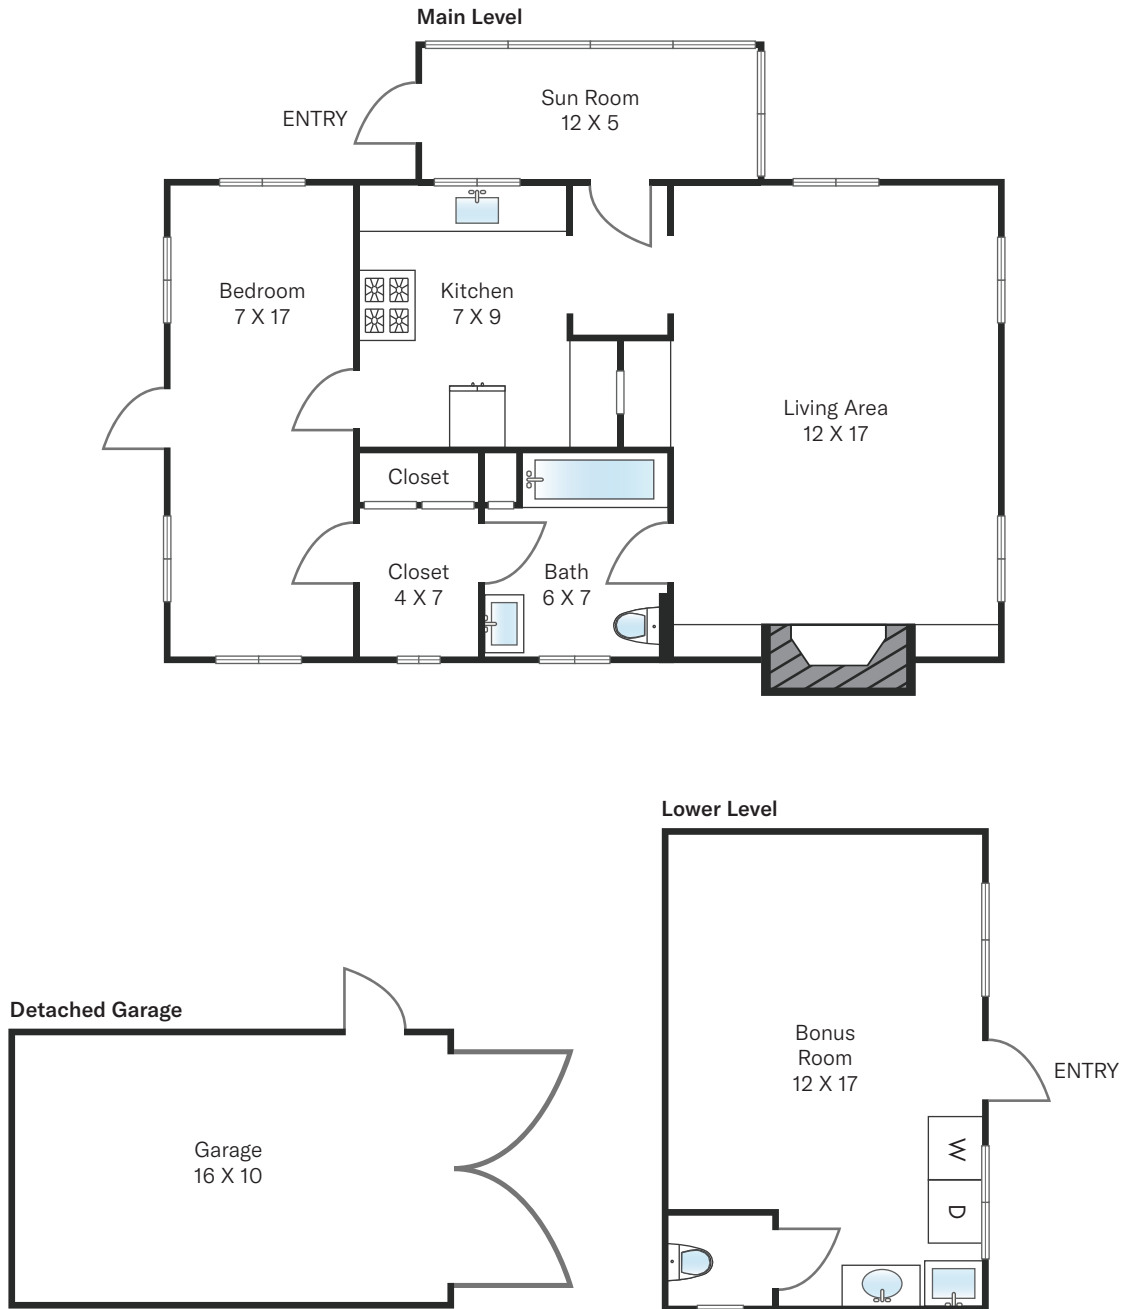 Main Level
Sun Room
12 X 5
ENTRY
Bedroom
7 X 17
Kitchen
7 X 9
Living Area
12 X 17
Closet
Closet
4 X 7
Bath
6 X 7
Lower Level
Bonus
Room
12 X 17
ENTRY
W
D
Detached Garage
Garage
16 X 10